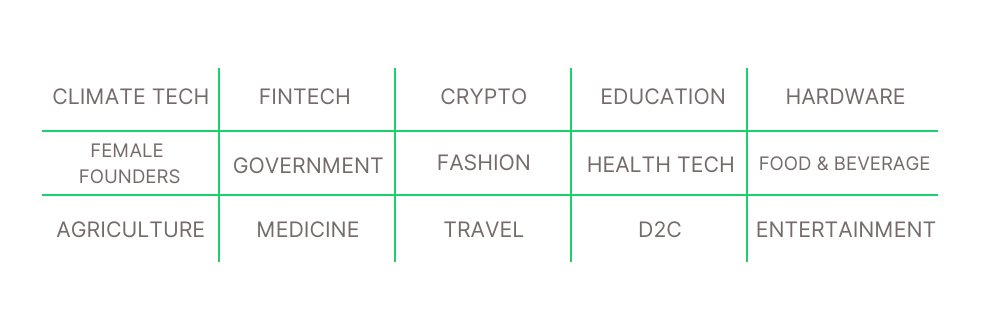 CLIMATE TECH
FINTECH
CRYPTO
EDUCATION
HARDWARE
FEMALE
FOUNDERS
GOVERNMENT
FASHION
HEALTH TECH
FOOD & BEVERAGE
AGRICULTURE
MEDICINE
TRAVEL
D2C
ENTERTAINMENT